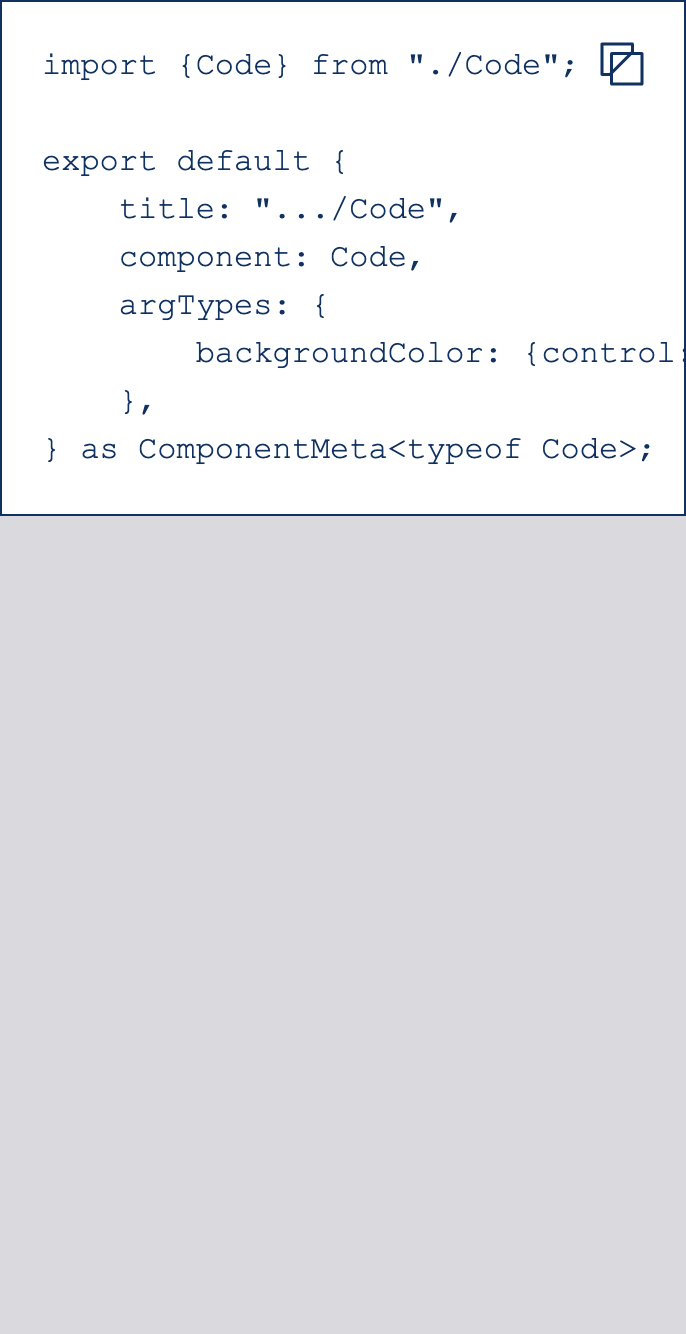 import {Code} from "./Code";
export default {
    title: ".../Code",
    component: Code,
    argTypes: {
        backgroundColor: {control:
    },
} as ComponentMeta<typeof Code>;